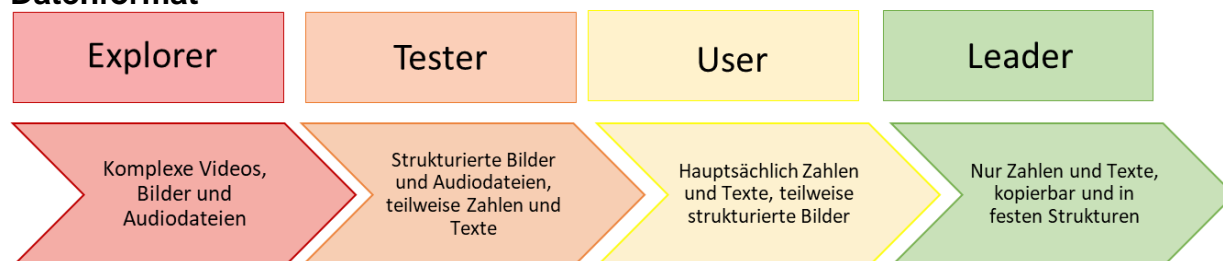 Datenformat
Explorer
Tester
User
Leader
Komplexe Videos,
Bilder und
Audiodateien
Strukturierte Bilder
und Audiodateien,
teilweise Zahlen und
Texte
Hauptsächlich Zahlen
und Texte, teilweise
strukturierte Bilder
Nur Zahlen und Texte,
kopierbar und in
festen Strukturen